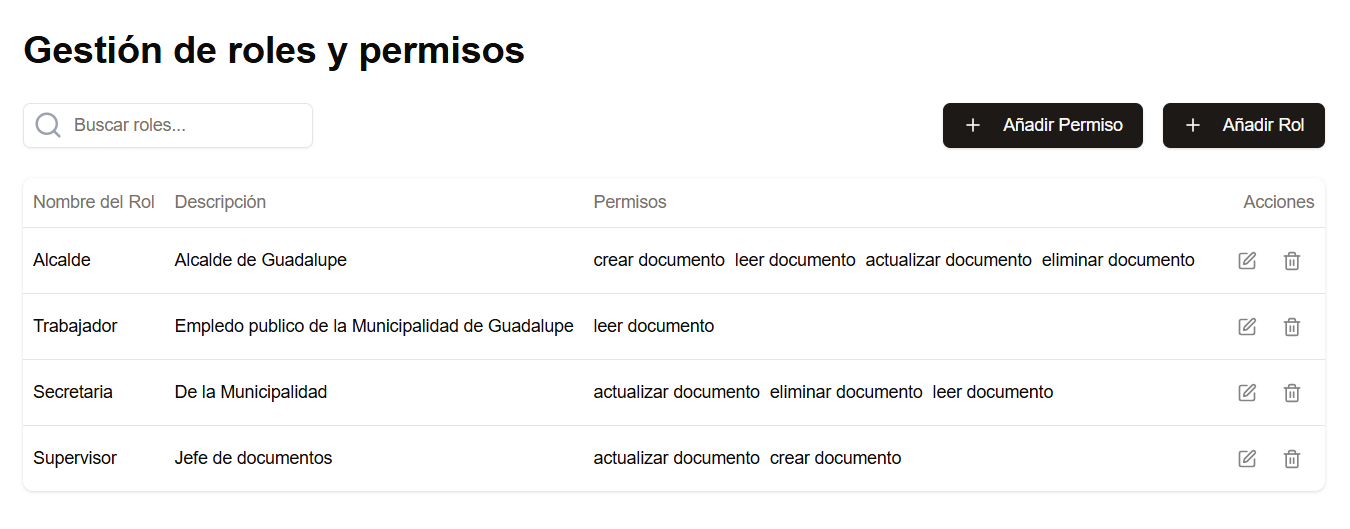 Gestión de roles y permisos
Buscar roles...
Añadir Permiso
Añadir Rol
Nombre del Rol Descripción Permisos Acciones
Alcalde Alcalde de Guadalupe crear documento leer documento actualizar documento eliminar documento
Trabajador Empledo publico de la Municipalidad de Guadalupe leer documento
Secretaria De la Municipalidad actualizar documento eliminar documento leer documento
Supervisor Jefe de documentos actualizar documento crear documento